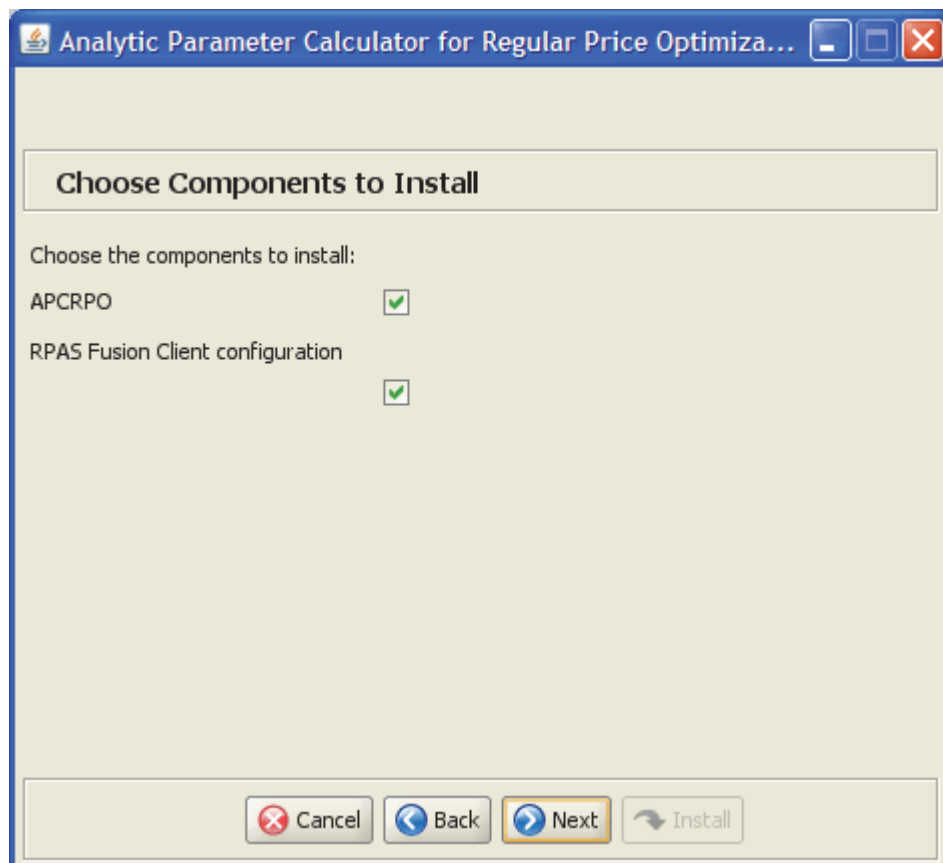 Analytic Parameter Calculator for Regular Price Optimiza...
Choose Components to Install
Choose the components to install:
APCRPO
RPAS Fusion Client configuration
Cancel Back Next Install